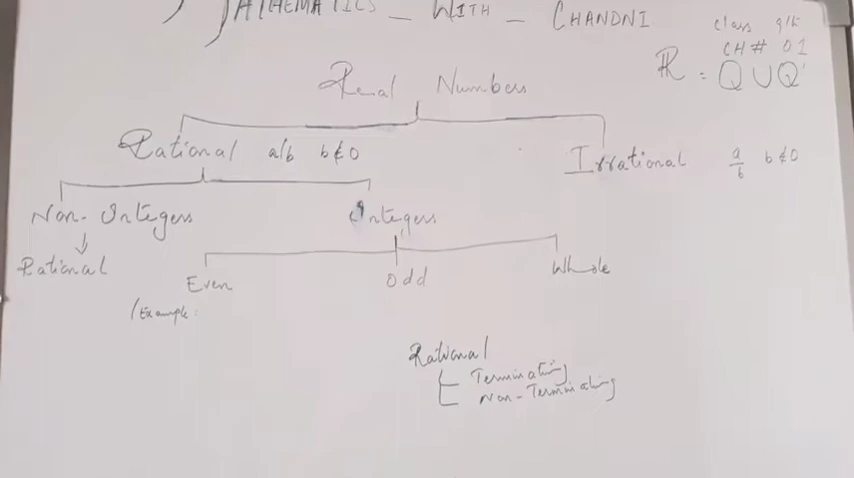 MATHEMATICS _ WITH _ CHANDNI
class 9th
CH# 01
R = Q ∪ Q'
Real Numbers
Rational a/b b≠0
Irrational a/b b≠0
Non-Integers Integers
Rational
Even Odd Whole
(Example:
Rational
Terminating
Non-Terminating